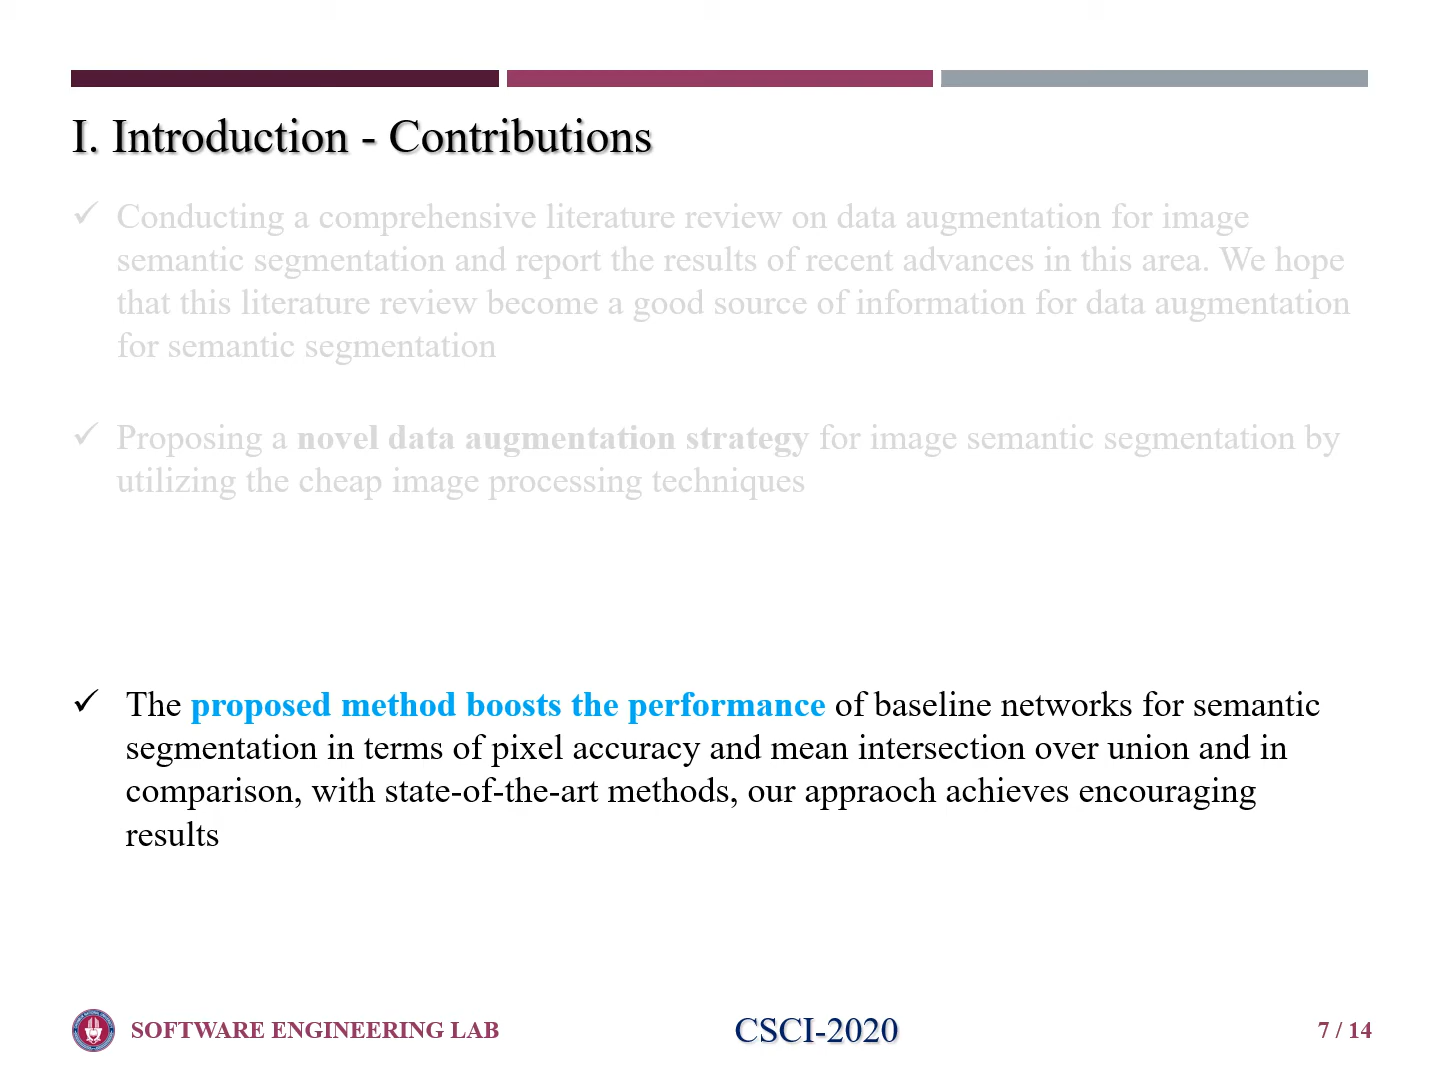 I. Introduction - Contributions
✓ Conducting a comprehensive literature review on data augmentation for image
semantic segmentation and report the results of recent advances in this area. We hope
that this literature review become a good source of information for data augmentation
for semantic segmentation
✓ Proposing a novel data augmentation strategy for image semantic segmentation by
utilizing the cheap image processing techniques
✓ The proposed method boosts the performance of baseline networks for semantic
segmentation in terms of pixel accuracy and mean intersection over union and in
comparison, with state-of-the-art methods, our appraoch achieves encouraging
results
SOFTWARE ENGINEERING LAB
CSCI-2020
7 / 14